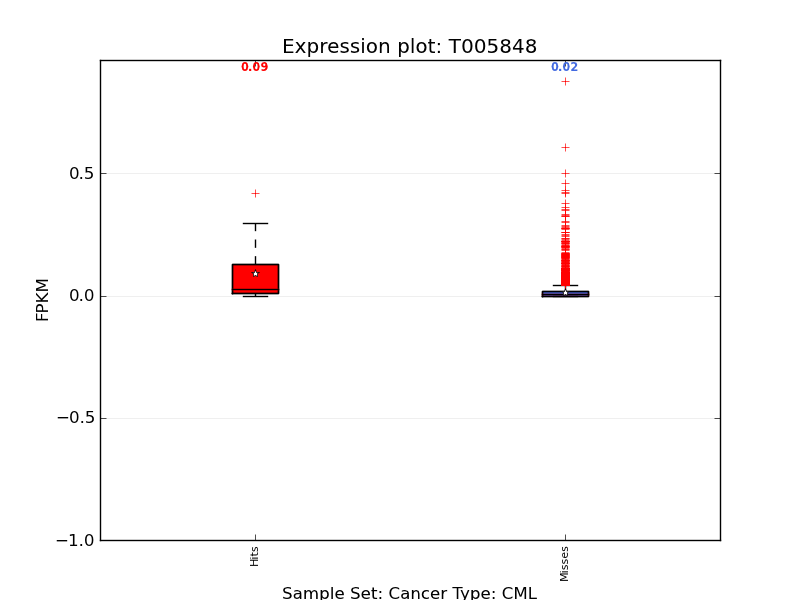 Expression plot: T005848
0.09
0.02
0.5
0.0
−0.5
−1.0
FPKM
Hits
Misses
Sample Set: Cancer Type: CML